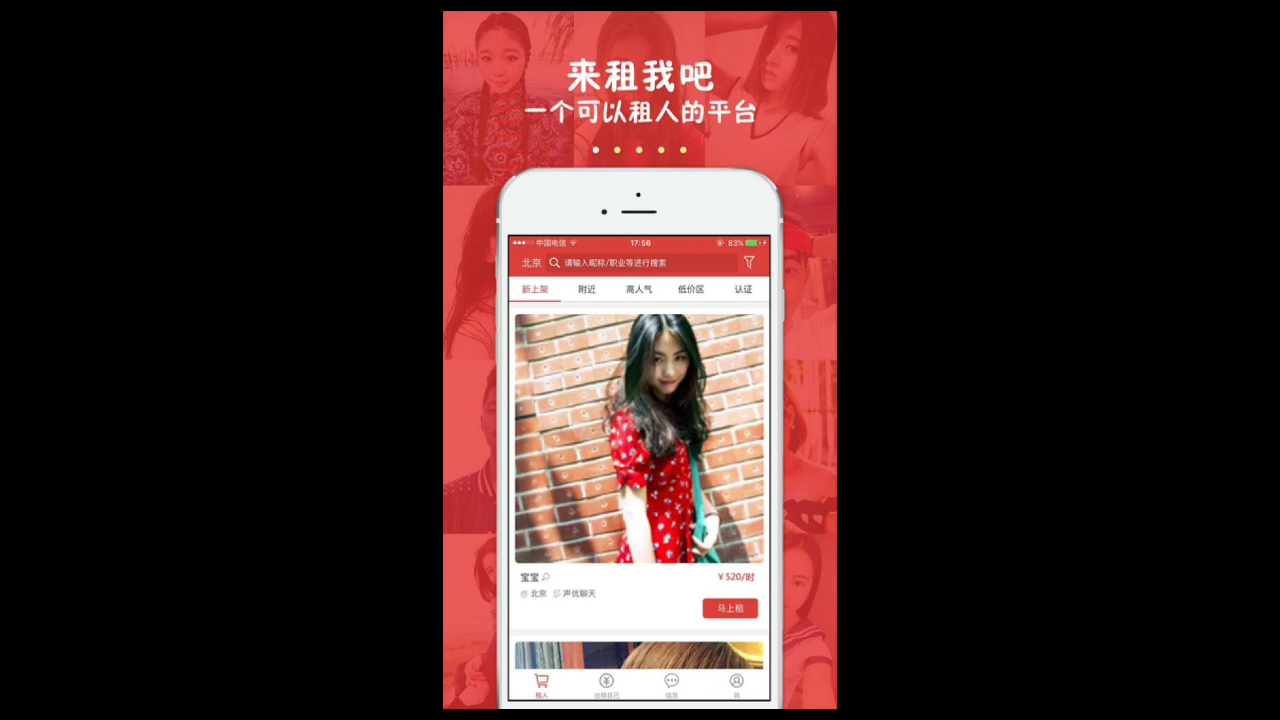 来租我吧
一个可以租人的平台
中国电信 17:56 83%
北京 请输入昵称/职业等进行搜索
新上架 附近 高人气 低价区 认证
宝宝 ¥520/时
北京 声优聊天
马上租
租人 出租自己 信息 我